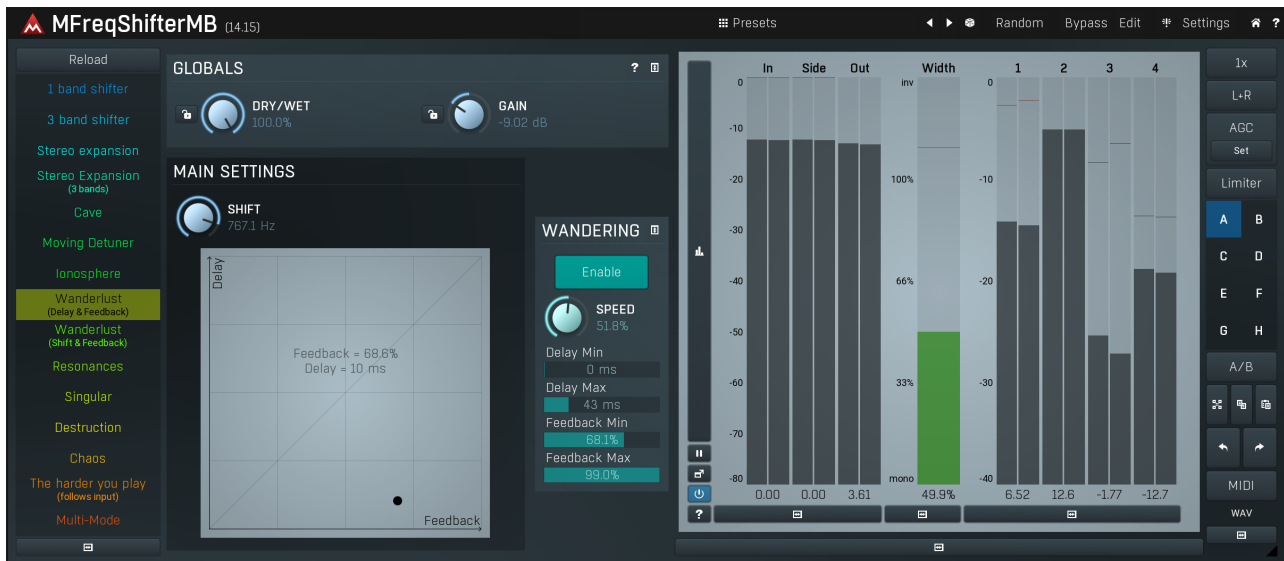 MFreqShifterMB (14.15)
Presets
Random
Bypass
Edit
Settings
?
Reload
1 band shifter
3 band shifter
Stereo expansion
Stereo Expansion
(3 bands)
Cave
Moving Detuner
Ionosphere
Wanderlust
(Delay & Feedback)
Wanderlust
(Shift & Feedback)
Resonances
Singular
Destruction
Chaos
The harder you play
(follows input)
Multi-Mode
GLOBALS
?
DRY/WET
100.0%
GAIN
-9.02 dB
MAIN SETTINGS
SHIFT
767.1 Hz
Delay
Feedback = 68.6%
Delay = 10 ms
Feedback
WANDERING
Enable
SPEED
51.8%
Delay Min
0 ms
Delay Max
43 ms
Feedback Min
68.1%
Feedback Max
99.0%
?
In Side Out Width 1 2 3 4
0
-10
-20
-30
-40
-50
-60
-70
-80
inv
100%
66%
33%
mono
0
-10
-20
-30
-40
0.00 0.00 3.61 49.9% 6.52 12.6 -1.77 -12.7
1x
L+R
AGC
Set
Limiter
A B
C D
E F
G H
A/B
MIDI
WAV